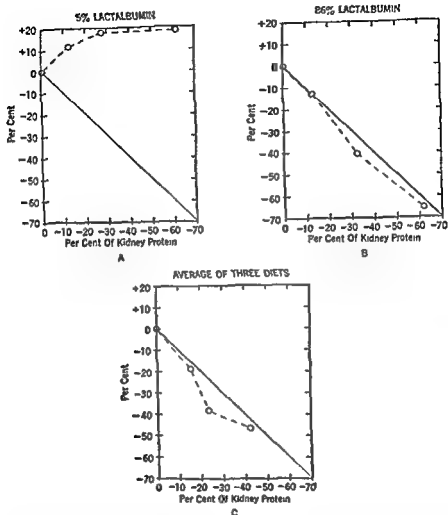 5% LACTALBUMIN
+20
+10
0
-10
-20
-30
-40
-50
-60
-70
Per Cent
0 -10 -20 -30 -40 -50 -60 -70
Per Cent Of Kidney Protein
A
86% LACTALBUMIN
+20
+10
0
-10
-20
-30
-40
-50
-60
-70
Per Cent
0 -10 -20 -30 -40 -50 -60 -70
Per Cent Of Kidney Protein
B
AVERAGE OF THREE DIETS
+20
+10
0
-10
-20
-30
-40
-50
-60
-70
Per Cent
0 -10 -20 -30 -40 -50 -60 -70
Per Cent Of Kidney Protein
C